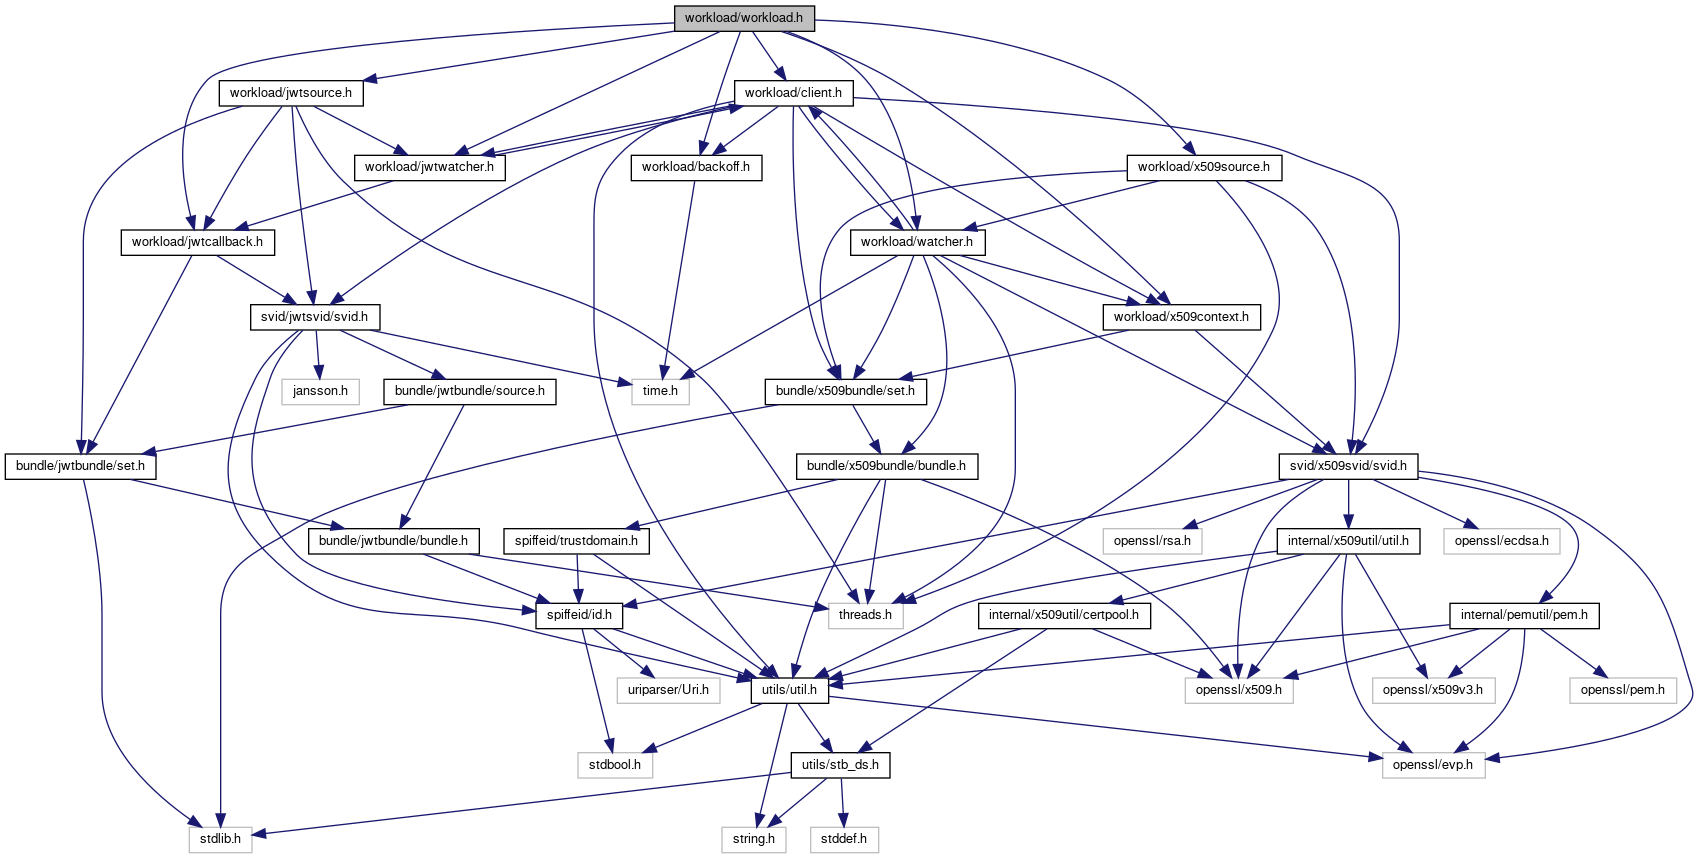 workload/workload.h
workload/jwtsource.h
workload/client.h
workload/jwtwatcher.h
workload/backoff.h
workload/x509source.h
workload/jwtcallback.h
workload/watcher.h
svid/jwtsvid/svid.h
workload/x509context.h
jansson.h
bundle/jwtbundle/source.h
time.h
bundle/x509bundle/set.h
bundle/jwtbundle/set.h
bundle/x509bundle/bundle.h
svid/x509svid/svid.h
bundle/jwtbundle/bundle.h
spiffeid/trustdomain.h
openssl/rsa.h
internal/x509util/util.h
openssl/ecdsa.h
spiffeid/id.h
threads.h
internal/x509util/certpool.h
internal/pemutil/pem.h
uriparser/Uri.h
utils/util.h
openssl/x509.h
openssl/x509v3.h
openssl/pem.h
stdbool.h
utils/stb_ds.h
openssl/evp.h
stdlib.h
string.h
stddef.h